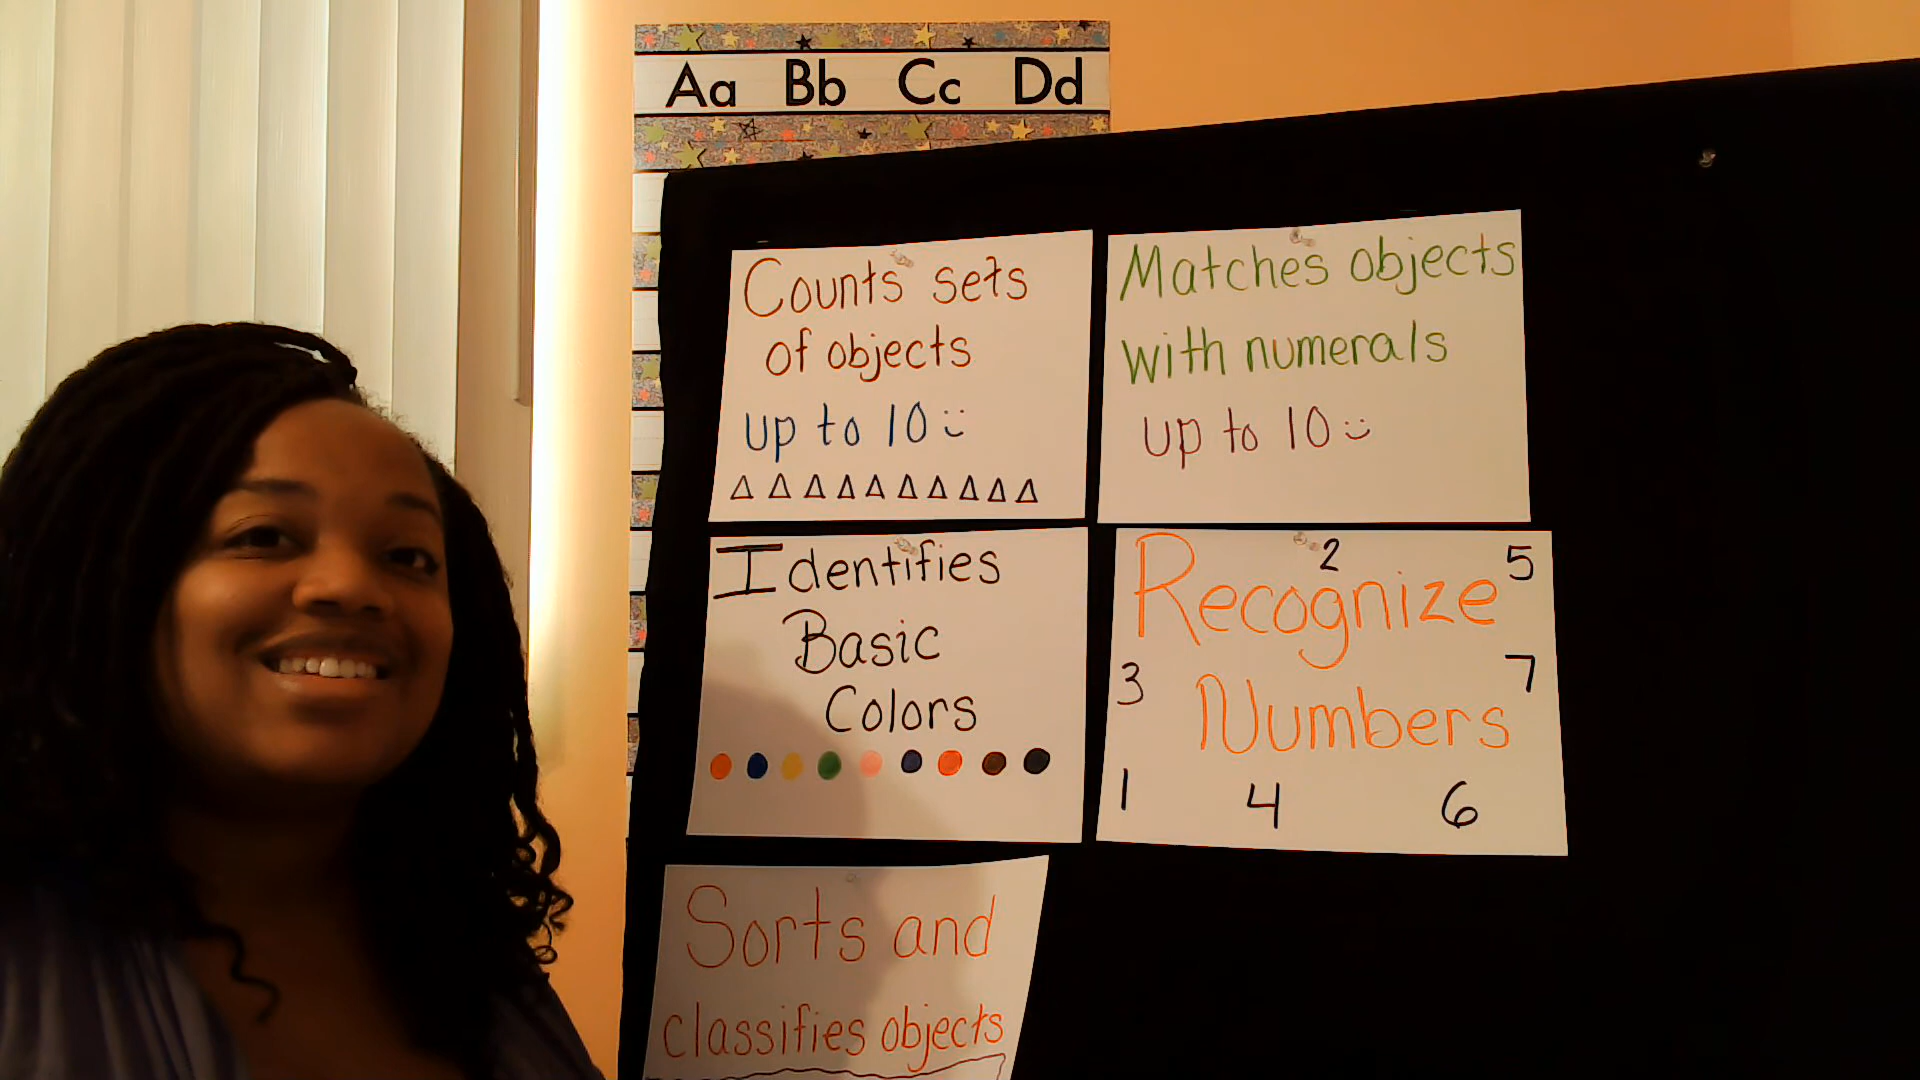 Aa Bb Cc Dd
Counts sets
of objects
up to 10
Matches objects
with numerals
up to 10
Identifies
Basic
Colors
2 5
Recognize
3 7
Numbers
1 4 6
Sorts and
classifies objects